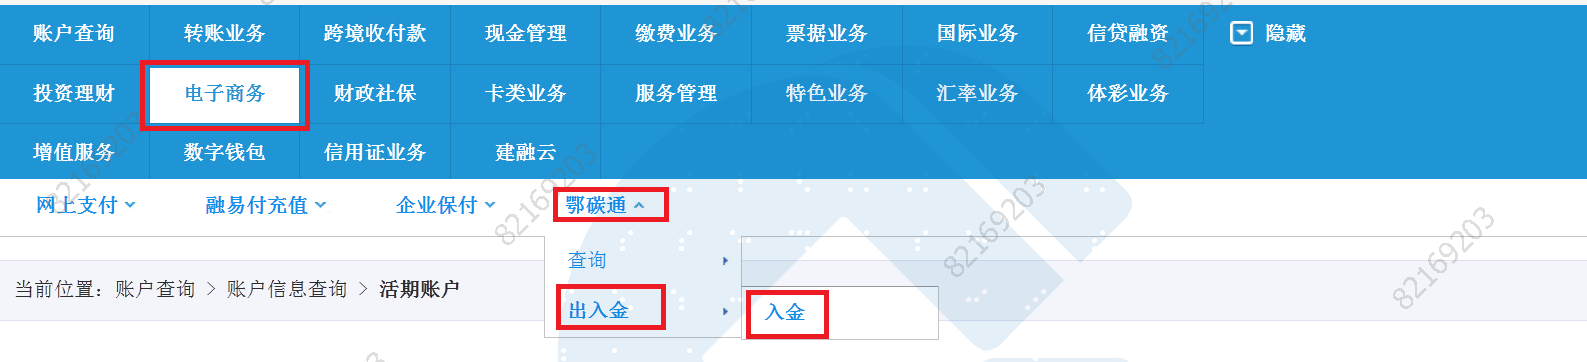 账户查询 转账业务 跨境收付款 现金管理 缴费业务 票据业务 国际业务 信贷融资 隐藏
投资理财 电子商务 财政社保 卡类业务 服务管理 特色业务 汇率业务 体彩业务
增值服务 数字钱包 信用证业务 建融云
网上支付 融易付充值 企业保付 鄂碳通
查询
当前位置：账户查询 > 账户信息查询 > 活期账户
出入金 入金
82169203
82169203
82169203
82169203
82169203